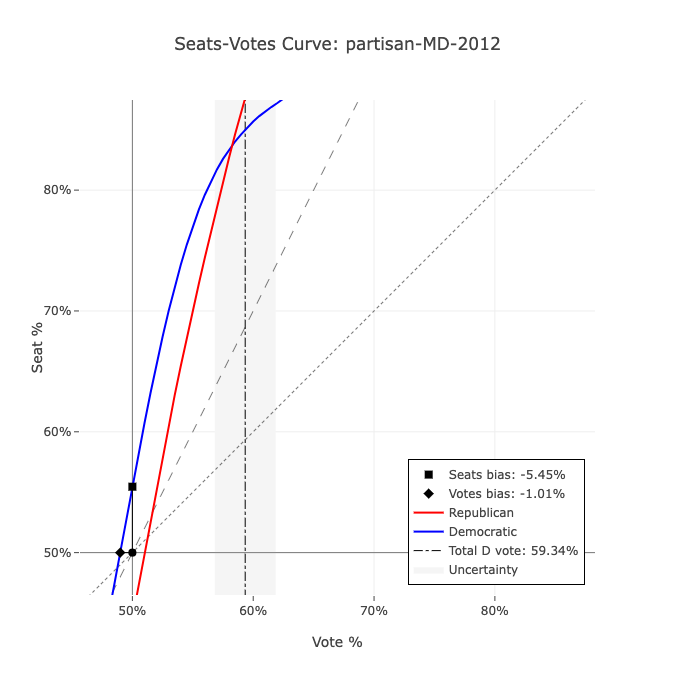 Seats-Votes Curve: partisan-MD-2012
Seat %
80%
70%
60%
50%
50%
60%
70%
80%
Vote %
Seats bias: -5.45%
Votes bias: -1.01%
Republican
Democratic
Total D vote: 59.34%
Uncertainty